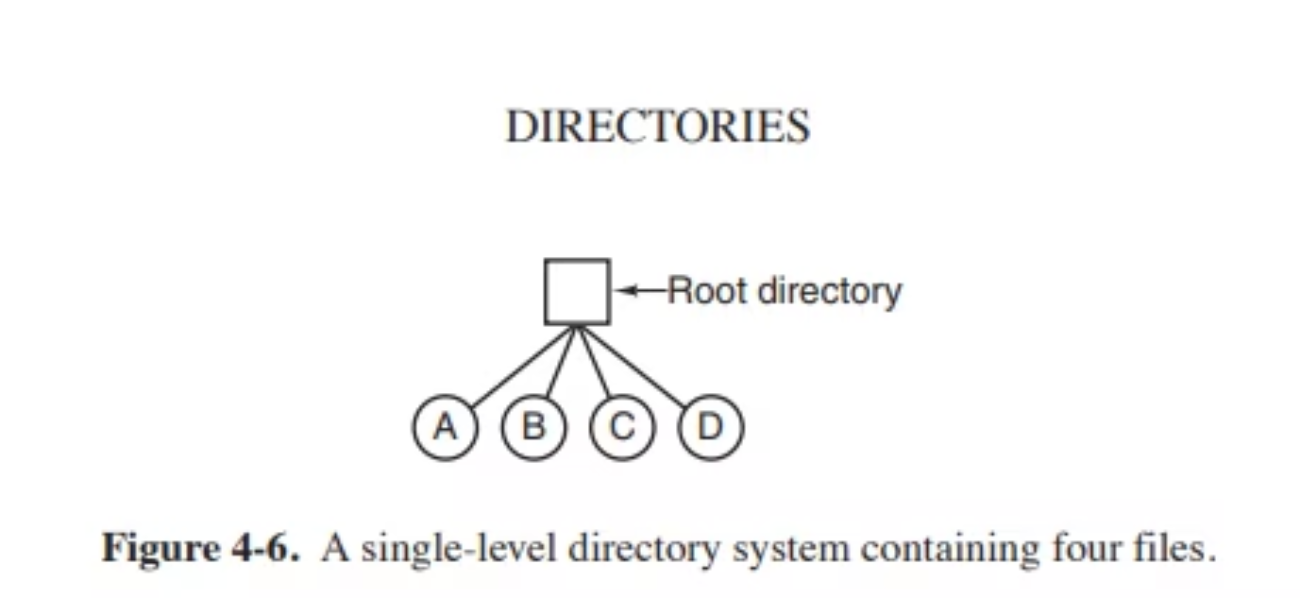 DIRECTORIES
Root directory
A B C D
Figure 4-6. A single-level directory system containing four files.